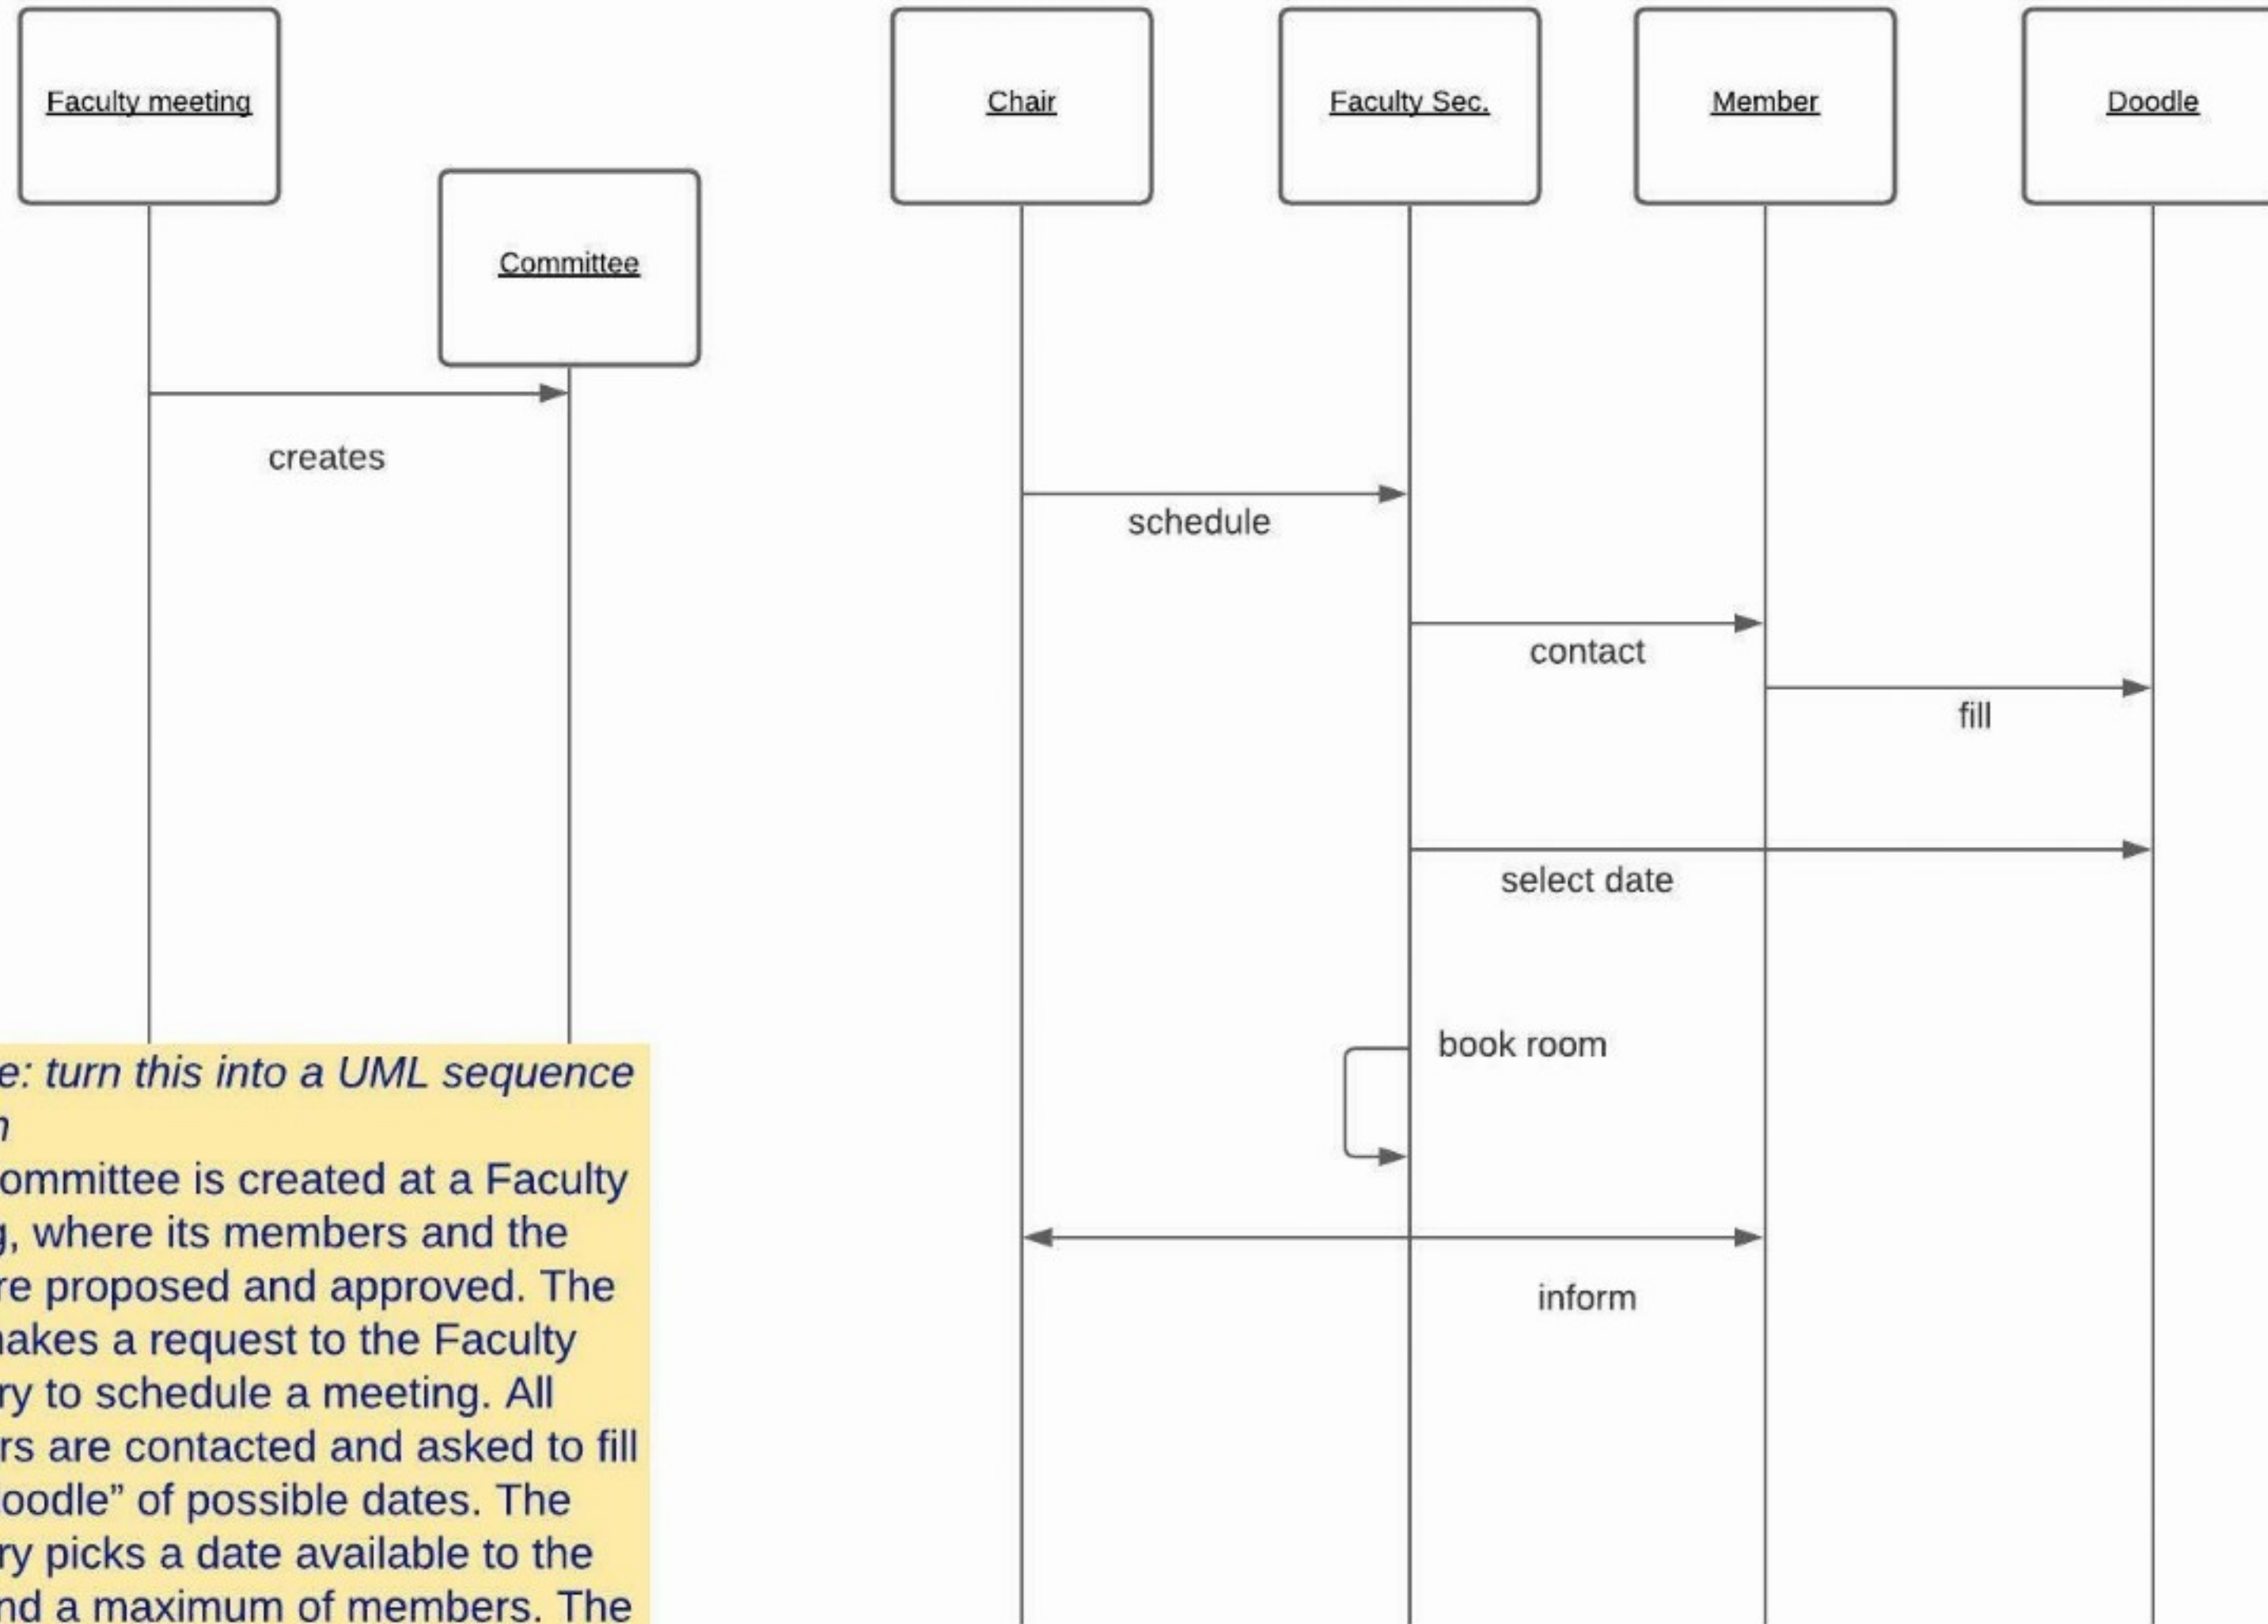 Faculty meeting
Chair
Faculty Sec.
Member
Doodle
Committee
creates
schedule
contact
fill
select date
book room
inform
e: turn this into a UML sequence
n
ommittee is created at a Faculty
g, where its members and the
re proposed and approved. The
nakes a request to the Faculty
ry to schedule a meeting. All
rs are contacted and asked to fill
oodle” of possible dates. The
ry picks a date available to the
nd a maximum of members. The